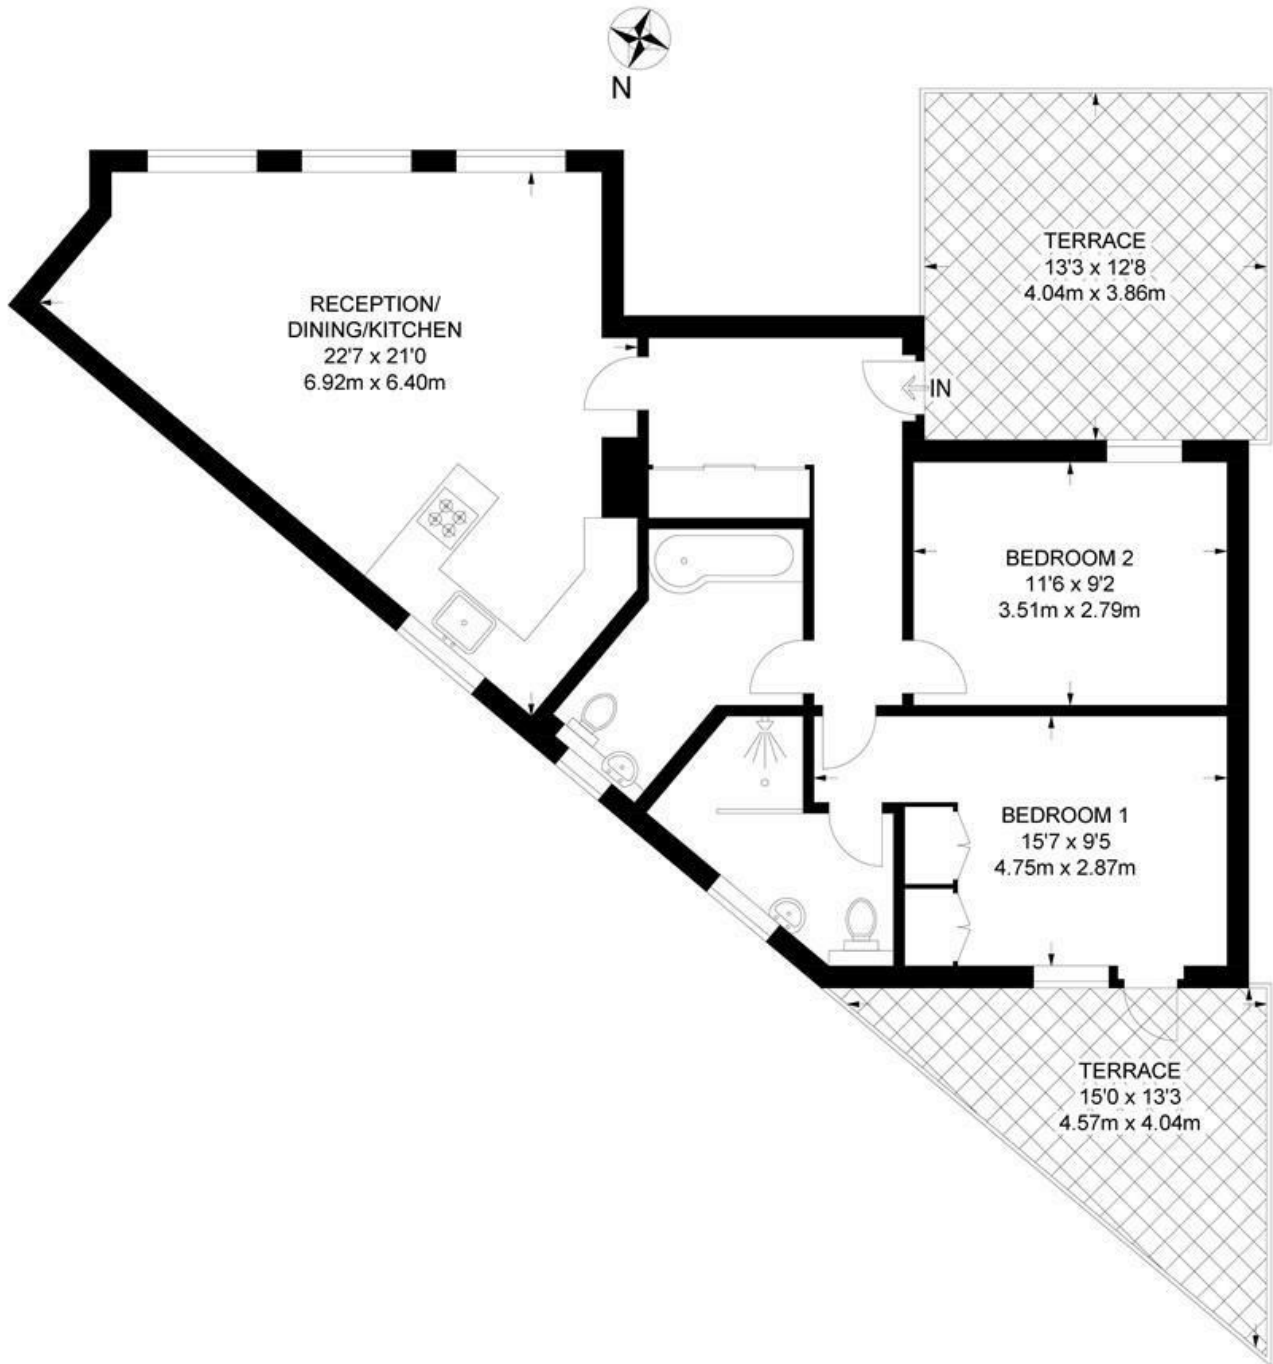 N
TERRACE
13'3 x 12'8
4.04m x 3.86m
RECEPTION/
DINING/KITCHEN
22'7 x 21'0
6.92m x 6.40m
IN
BEDROOM 2
11'6 x 9'2
3.51m x 2.79m
BEDROOM 1
15'7 x 9'5
4.75m x 2.87m
TERRACE
15'0 x 13'3
4.57m x 4.04m